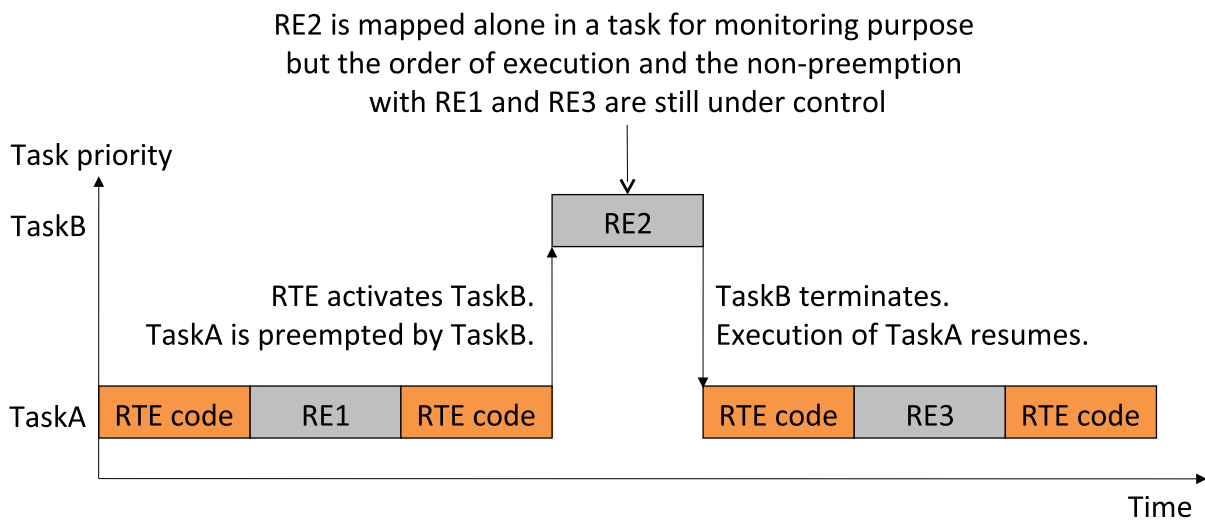 RE2 is mapped alone in a task for monitoring purpose
but the order of execution and the non-preemption
with RE1 and RE3 are still under control
Task priority
TaskB
RE2
RTE activates TaskB.
TaskA is preempted by TaskB.
TaskB terminates.
Execution of TaskA resumes.
TaskA
RTE code
RE1
RTE code
RTE code
RE3
RTE code
Time